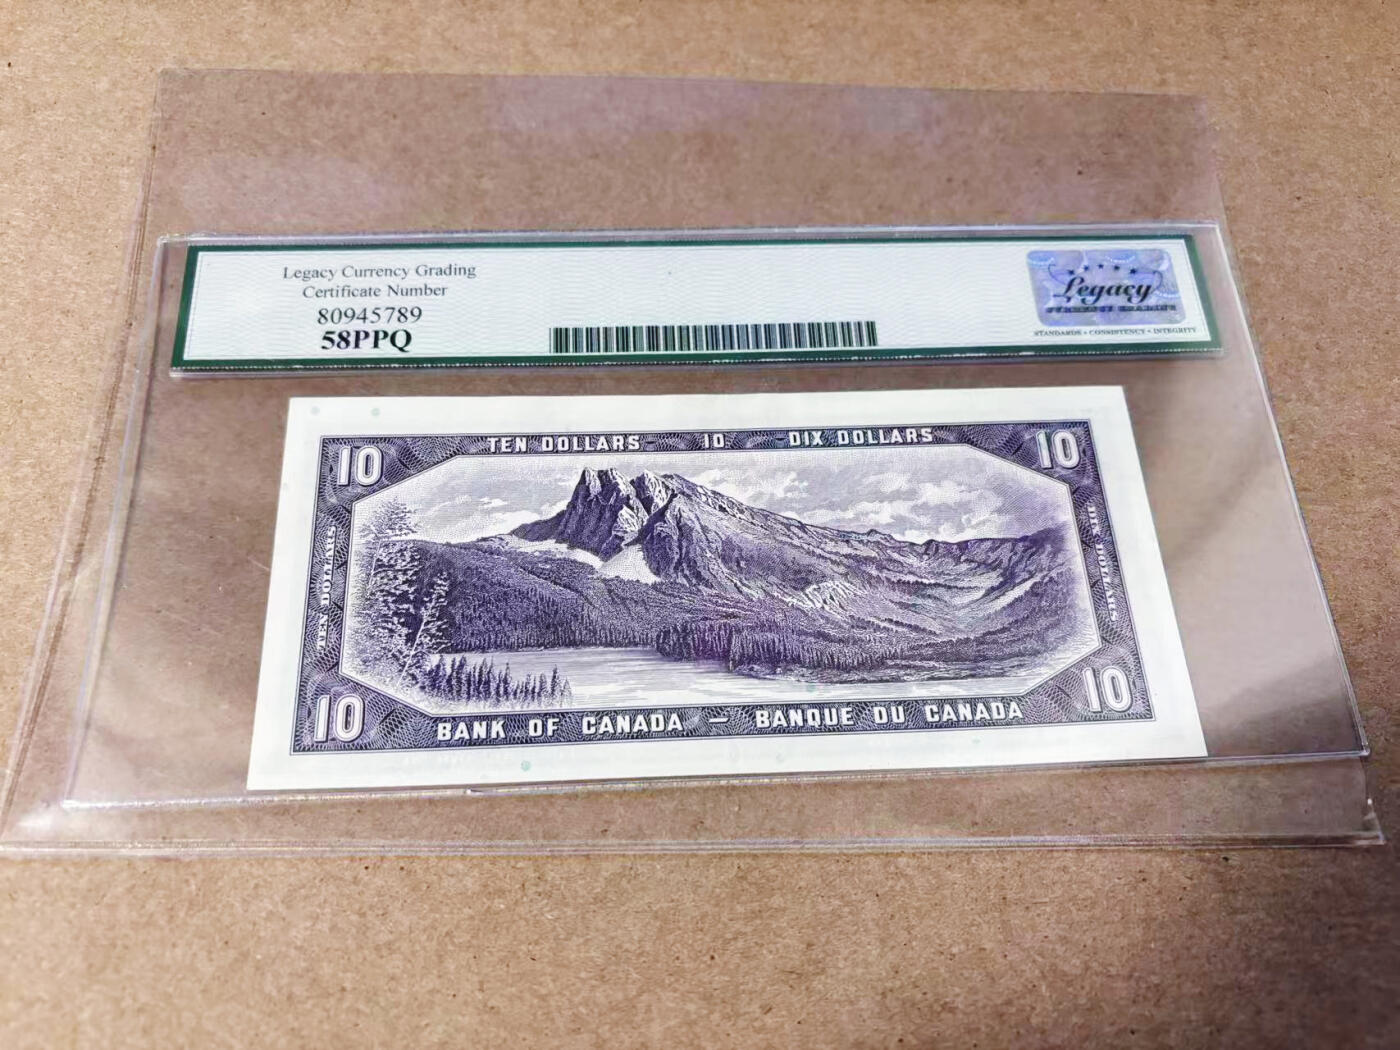 Legacy Currency Grading
Certificate Number
80945789
58PPQ
Legacy
STANDARDS • CONSISTENCY • INTEGRITY
TEN DOLLARS 10 DIX DOLLARS
10
10
TEN DOLLARS
DIX DOLLARS
10
10
BANK OF CANADA — BANQUE DU CANADA